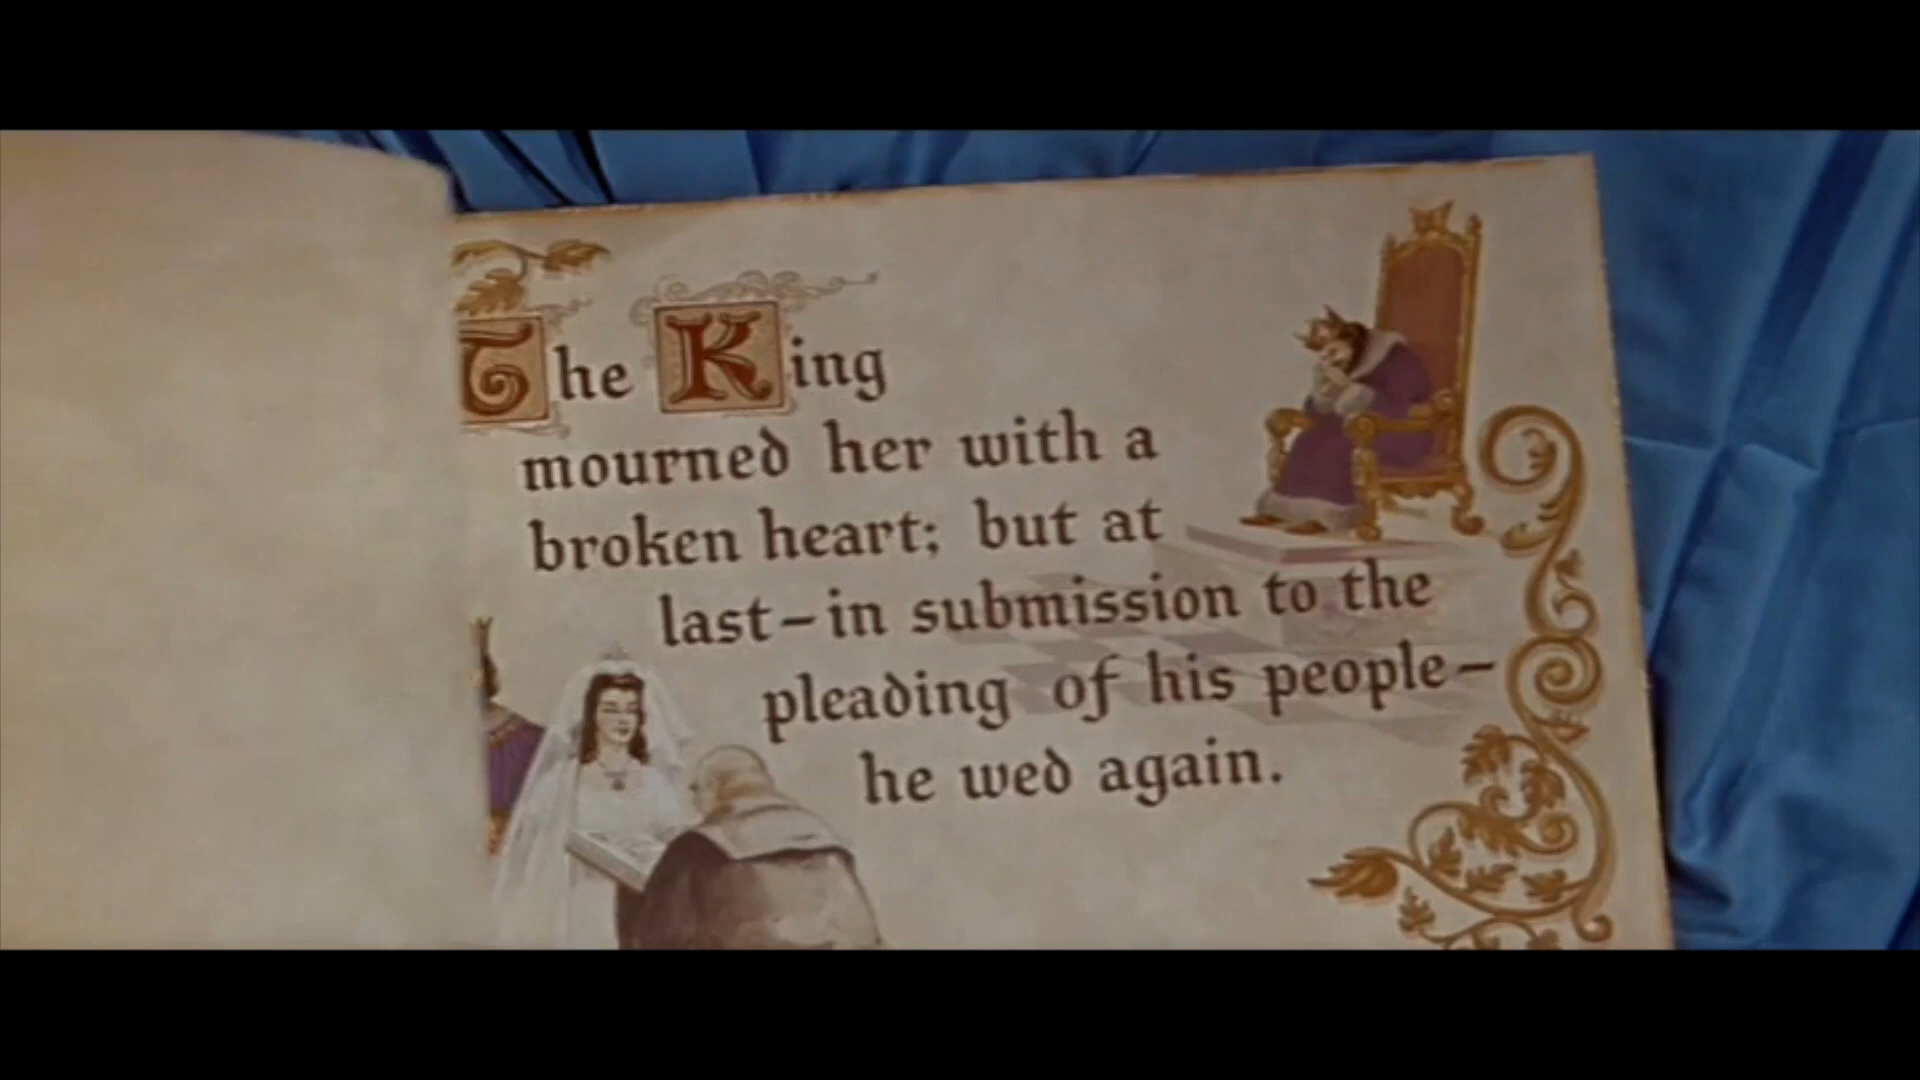 The King
mourned her with a
broken heart; but at
last—in submission to the
pleading of his people—
he wed again.